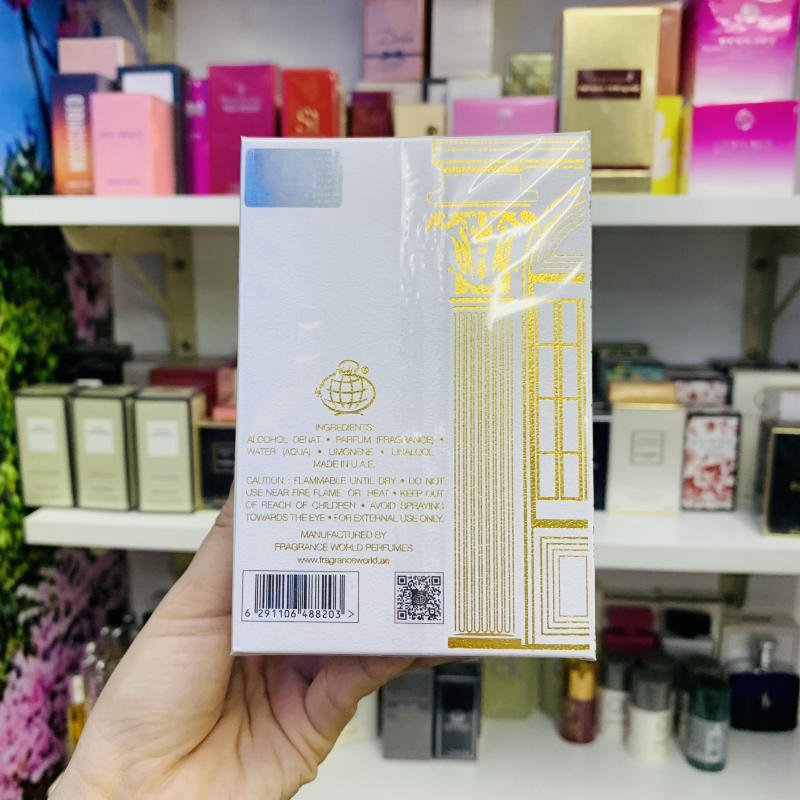 INGREDIENTS:
ALCOHOL DENAT • PARFUM (FRAGRANCE) •
WATER (AQUA) • LIMONENE • LINALOOL
MADE IN U.A.E.
CAUTION : FLAMMABLE UNTIL DRY • DO NOT
USE NEAR FIRE FLAME OR HEAT • KEEP OUT
OF REACH OF CHILDREN • AVOID SPRAYING
TOWARDS THE EYE • FOR EXTERNAL USE ONLY.
MANUFACTURED BY
FRAGRANCE WORLD PERFUMES
www.fragranceworld.ae
6 291106 488203 >